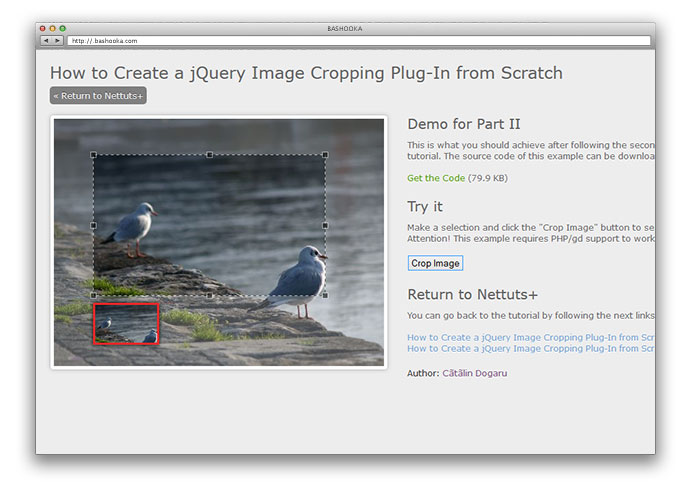 BASHOOKA
http://.bashooka.com
How to Create a jQuery Image Cropping Plug-In from Scratch
« Return to Nettuts+
Demo for Part II
This is what you should achieve after following the secon
tutorial. The source code of this example can be downloa
Get the Code (79.9 KB)
Try it
Make a selection and click the "Crop Image" button to se
Attention! This example requires PHP/gd support to work
Crop Image
Return to Nettuts+
You can go back to the tutorial by following the next links
How to Create a jQuery Image Cropping Plug-In from Scr
How to Create a jQuery Image Cropping Plug-In from Scr
Author: Cătălin Dogaru